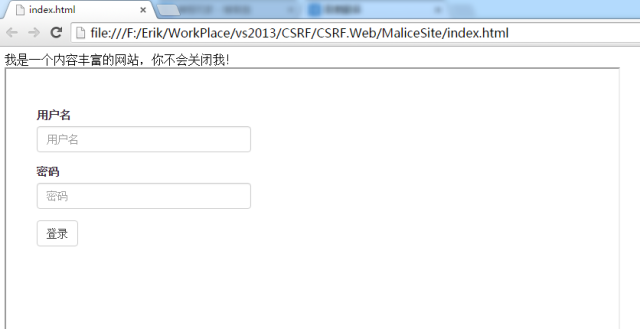 index.html
file:///F:/Erik/WorkPlace/vs2013/CSRF/CSRF.Web/MaliceSite/index.html
我是一个内容丰富的网站，你不会关闭我！
用户名
用户名
密码
密码
登录